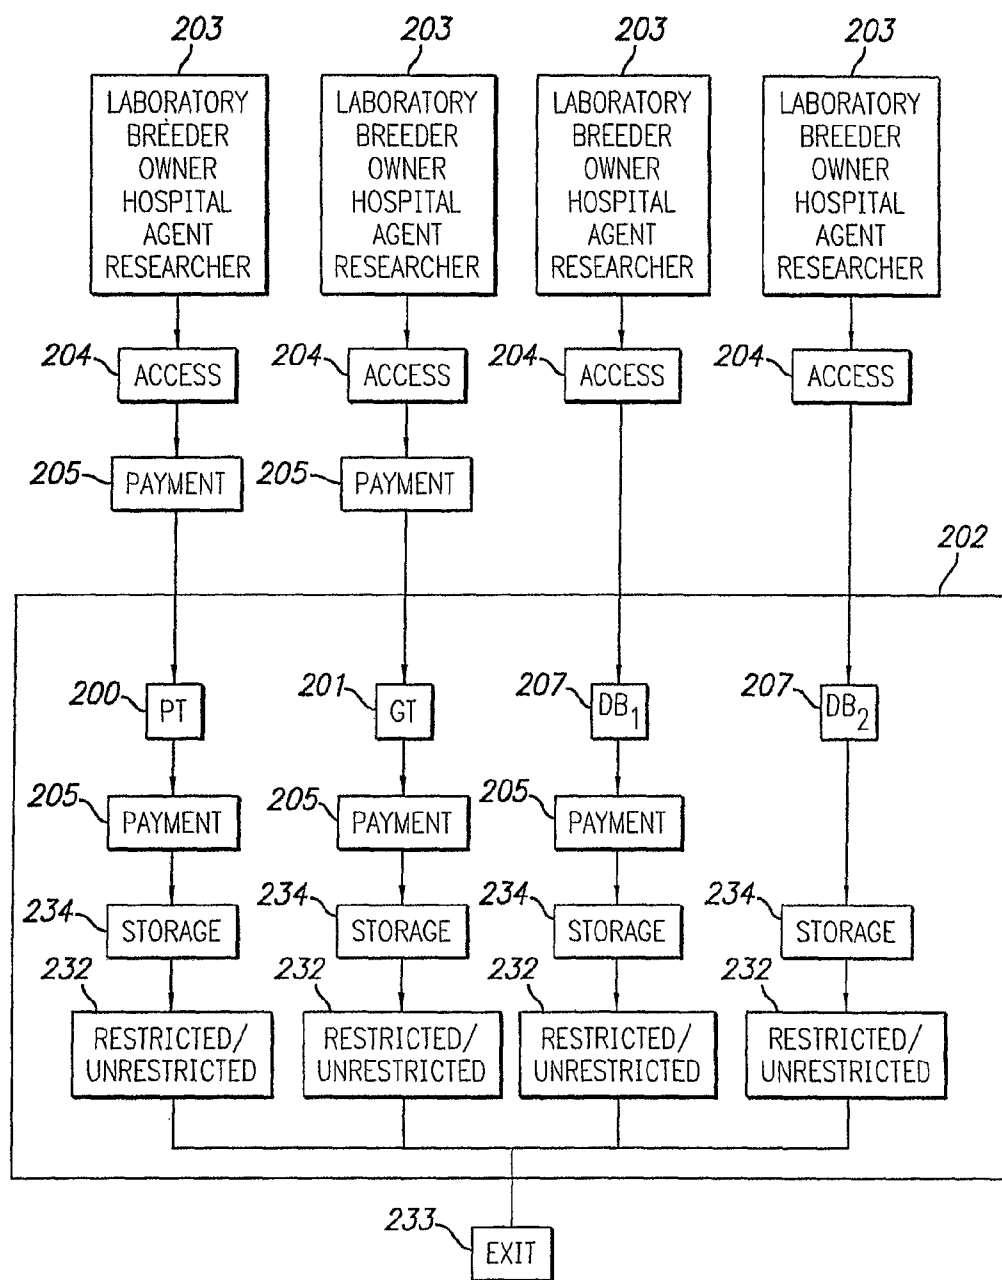 203 203 203 203
LABORATORY LABORATORY LABORATORY LABORATORY
BREEDER BREEDER BREEDER BREEDER
OWNER OWNER OWNER OWNER
HOSPITAL HOSPITAL HOSPITAL HOSPITAL
AGENT AGENT AGENT AGENT
RESEARCHER RESEARCHER RESEARCHER RESEARCHER
204 ACCESS 204 ACCESS 204 ACCESS 204 ACCESS
205 PAYMENT 205 PAYMENT
202
200 PT 201 GT 207 DB1 207 DB2
205 PAYMENT 205 PAYMENT 205 PAYMENT
234 STORAGE 234 STORAGE 234 STORAGE 234 STORAGE
232 232 232 232
RESTRICTED/ RESTRICTED/ RESTRICTED/ RESTRICTED/
UNRESTRICTED UNRESTRICTED UNRESTRICTED UNRESTRICTED
233 EXIT